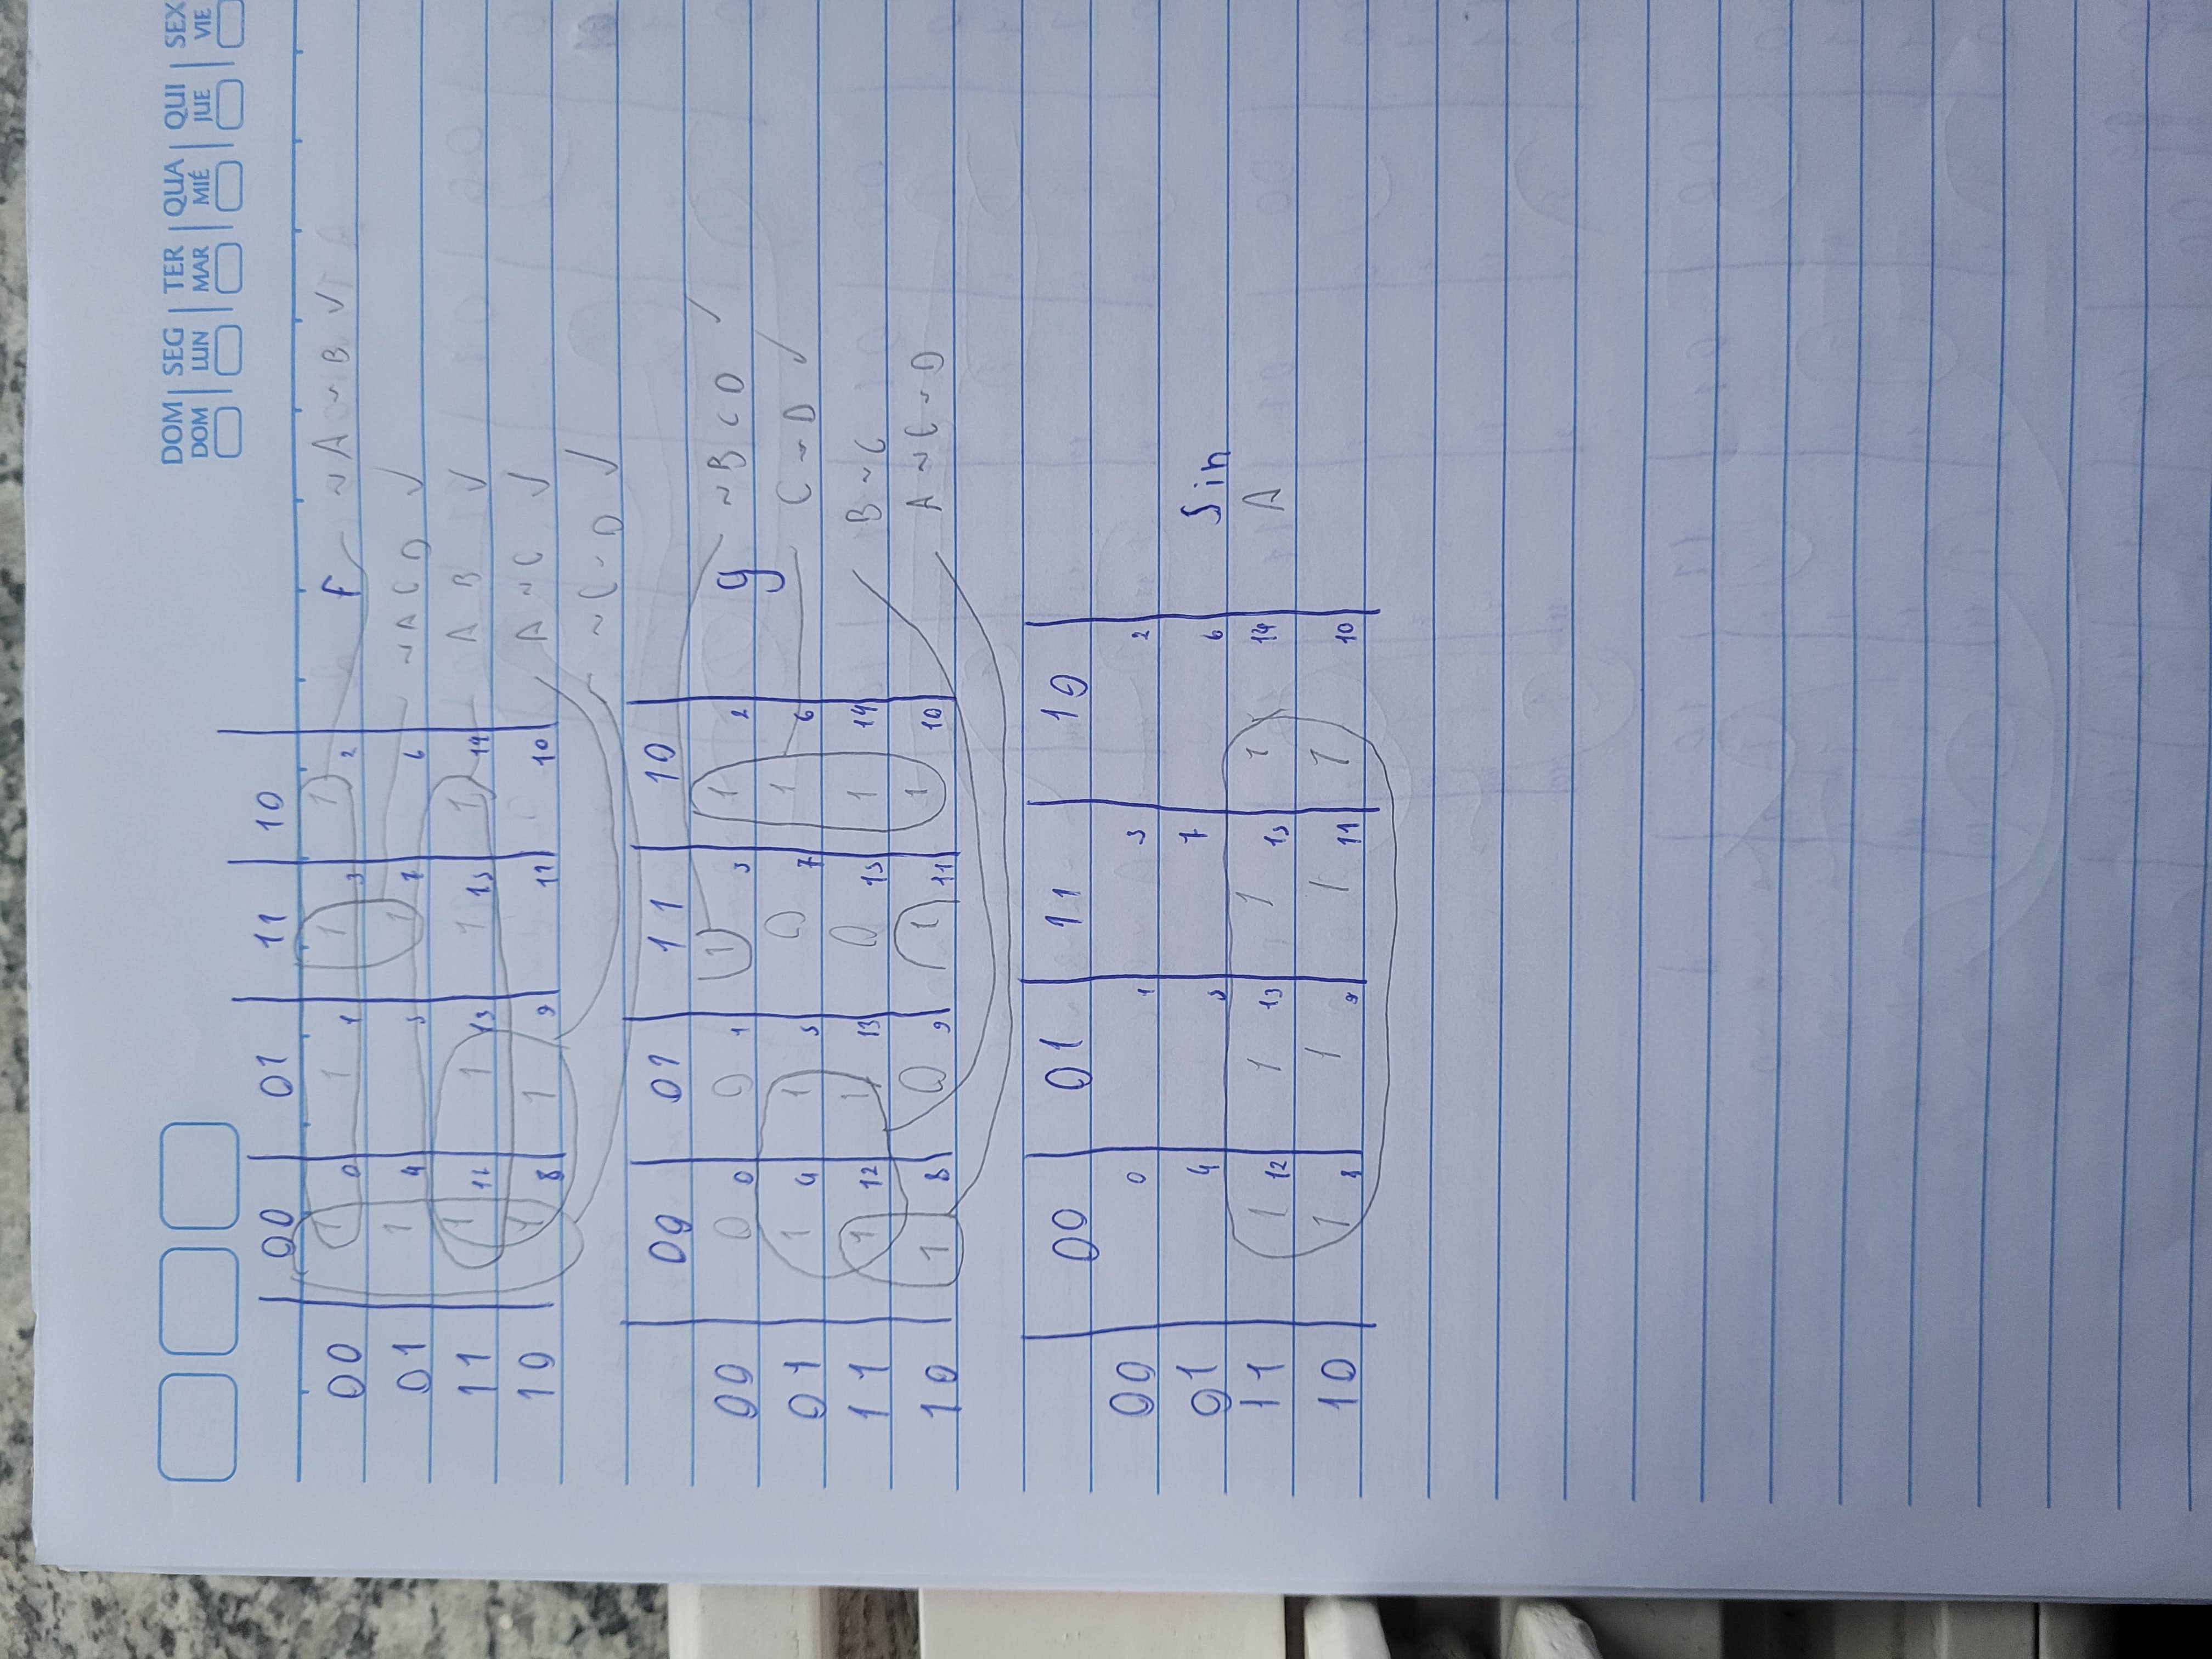 DOM SEG TER QUA QUI SEX
DOM LUN MAR MIÉ JUE VIE
00 01 11 10
00 1 0 1 1 1 3 1 2 F ~A~B ✓
01 1 4 5 1 7 6 ~ACD ✓
11 1 1 13 1 15 1 14 AB ✓
10 1 8 1 9 11 10 A~C ✓
~C~D ✓
00 01 11 10
00 0 0 0 1 1 3 1 2 g ~BCD ✓
01 1 4 1 5 0 7 1 6 C~D ✓
11 1 12 1 13 0 15 1 14 B~C
10 1 8 0 9 1 11 1 10 A~C~D
00 01 11 10
00 0 1 3 2
01 4 5 7 6 Sin
11 1 12 1 13 1 15 1 14 A
10 1 8 1 9 1 11 1 10